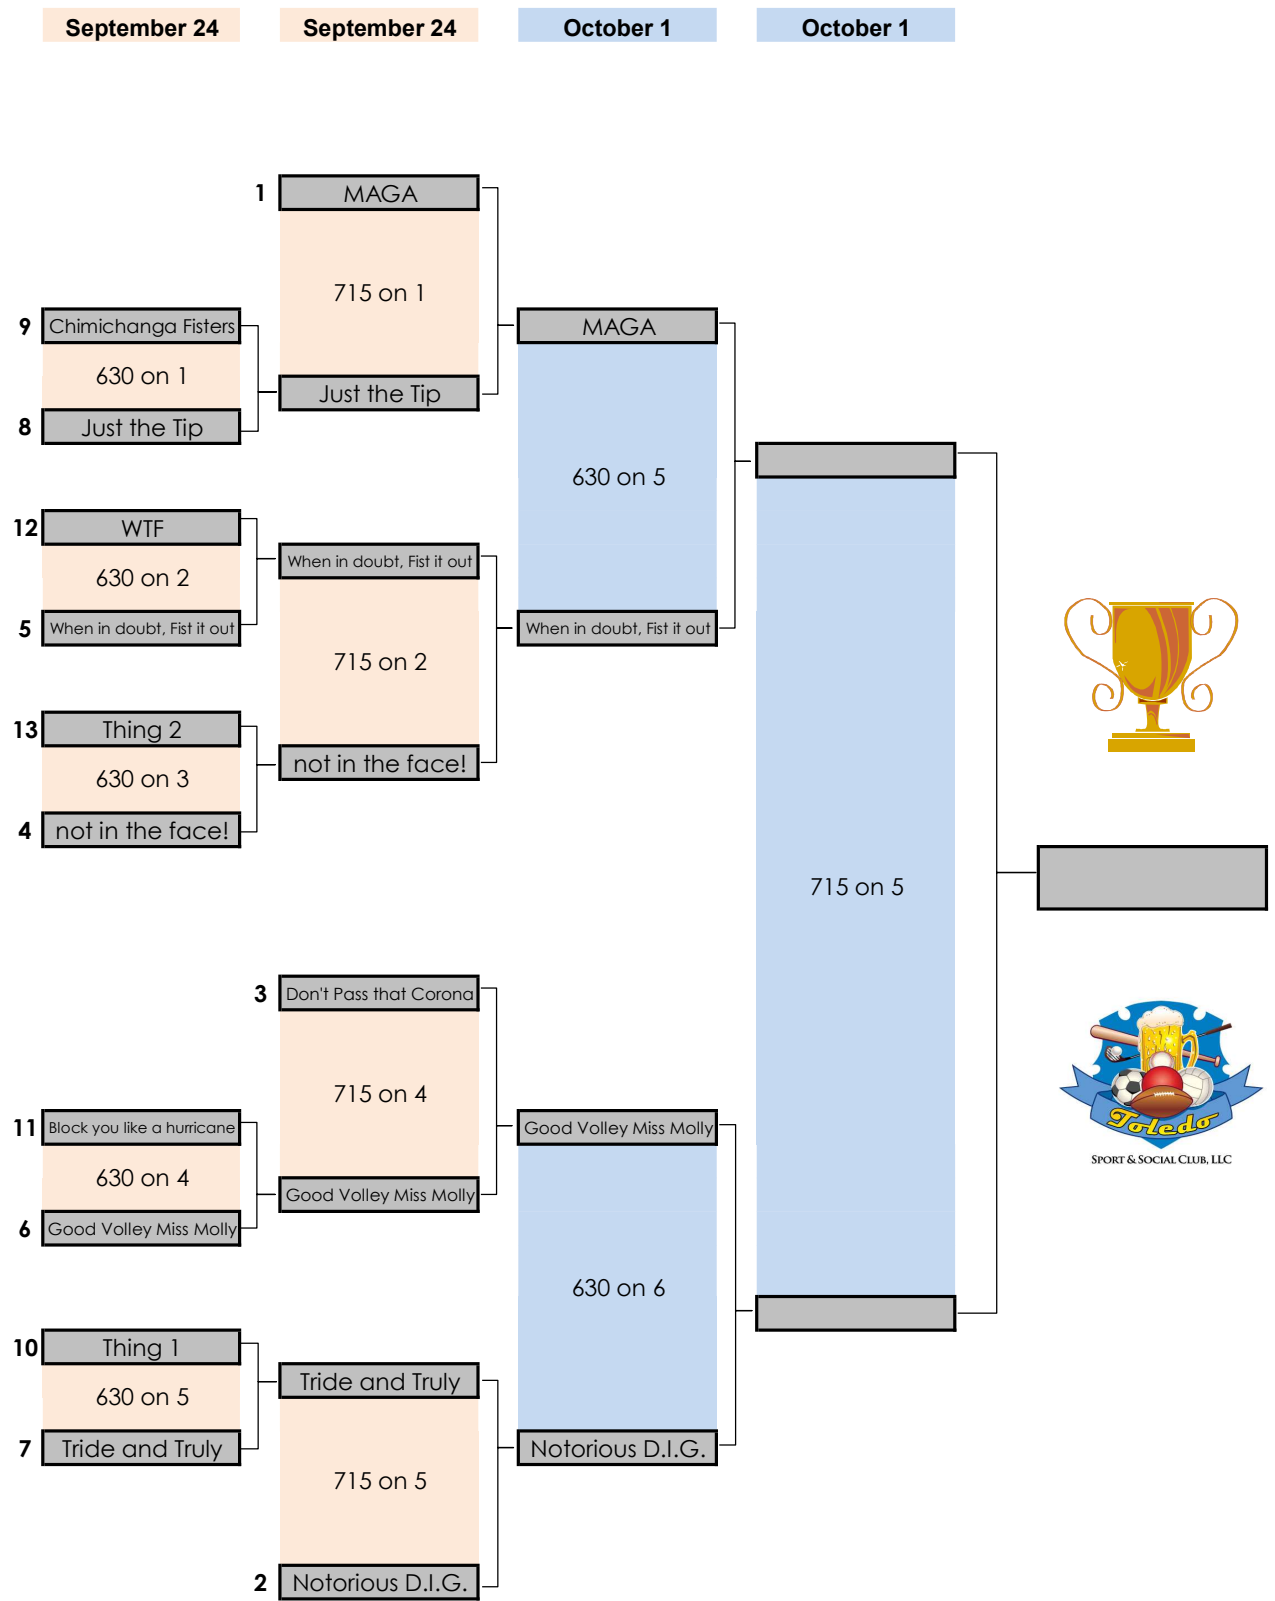 September 24
September 24
October 1
October 1
1 MAGA
715 on 1
9 Chimichanga Fisters
MAGA
630 on 1
Just the Tip
8 Just the Tip
630 on 5
12 WTF
When in doubt, Fist it out
630 on 2
5 When in doubt, Fist it out
When in doubt, Fist it out
715 on 2
13 Thing 2
not in the face!
630 on 3
4 not in the face!
715 on 5
3 Don't Pass that Corona
715 on 4
11 Block you like a hurricane
Good Volley Miss Molly
Toledo
SPORT & SOCIAL CLUB, LLC
630 on 4
Good Volley Miss Molly
6 Good Volley Miss Molly
630 on 6
10 Thing 1
Tride and Truly
630 on 5
7 Tride and Truly
Notorious D.I.G.
715 on 5
2 Notorious D.I.G.